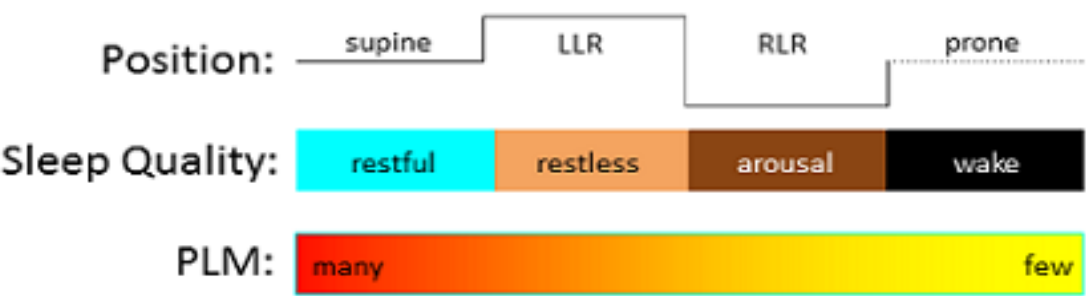 Position: supine LLR RLR prone
Sleep Quality: restful restless arousal wake
PLM: many few